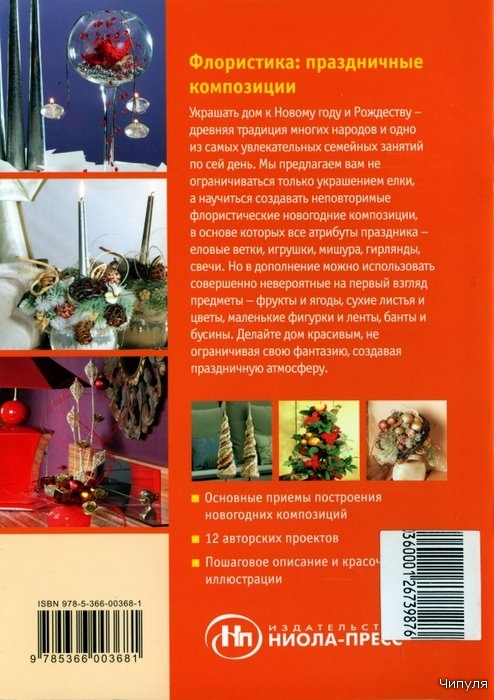 Флористика: праздничные
композиции
Украшать дом к Новому году и Рождеству –
древняя традиция многих народов и одно
из самых увлекательных семейных занятий
по сей день. Мы предлагаем вам не
ограничиваться только украшением елки,
а научиться создавать неповторимые
флористические новогодние композиции,
в основе которых все атрибуты праздника –
еловые ветки, игрушки, мишура, гирлянды,
свечи. Но в дополнение можно использовать
совершенно невероятные на первый взгляд
предметы – фрукты и ягоды, сухие листья и
цветы, маленькие фигурки и ленты, банты и
бусины. Делайте дом красивым, не
ограничивая свою фантазию, создавая
праздничную атмосферу.
Основные приемы построения
новогодних композиций
12 авторских проектов
Пошаговое описание и красоч
иллюстрации
0360001267398 76
ISBN 978-5-366-00368-1
9 785366 003681
Нп
ИЗДАТЕЛЬСТВ
НИОЛА-ПРЕСС
Чипуля